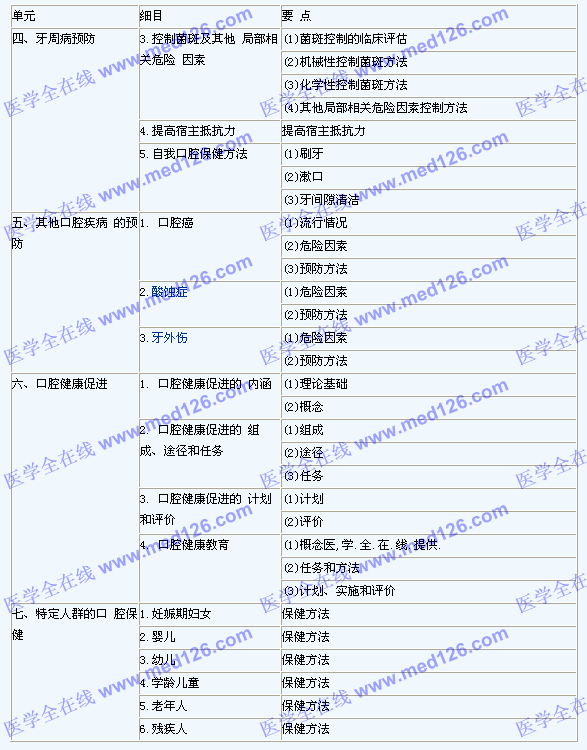 单元 细目 要 点
四、牙周病预防 3.控制菌斑及其他 局部相 (1)菌斑控制的临床评估
关危险 因素 (2)机械性控制菌斑方法
(3)化学性控制菌斑方法
(4)其他局部相关危险因素控制方法
4.提高宿主抵抗力 提高宿主抵抗力
5.自我口腔保健方法 (1)刷牙
(2)漱口
(3)牙间隙清洁
五、其他口腔疾病 的预 1. 口腔癌 (1)流行情况
防 (2)危险因素
(3)预防方法
2.酸蚀症 (1)危险因素
(2)预防方法
3.牙外伤 (1)危险因素
(2)预防方法
六、口腔健康促进 1. 口腔健康促进的 内涵 (1)理论基础
(2)概念
2. 口腔健康促进的 组 (1)组成
成、途径和任务 (2)途径
(3)任务
3. 口腔健康促进的 计划 (1)计划
和评价 (2)评价
4. 口腔健康教育 (1)概念医,学.全.在.线.提供.
(2)任务和方法
(3)计划、实施和评价
七、特定人群的口 腔保 1.妊娠期妇女 保健方法
健 2.婴儿 保健方法
3.幼儿 保健方法
4.学龄儿童 保健方法
5.老年人 保健方法
6.残疾人 保健方法
医学全在线 www.med126.com